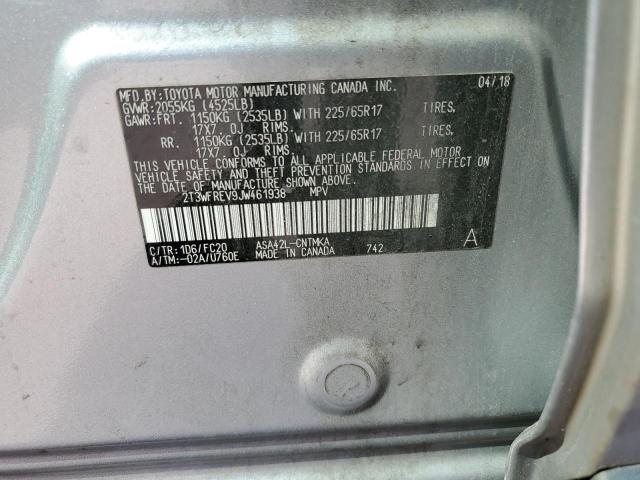 MFD.BY:TOYOTA MOTOR MANUFACTURING CANADA INC. 04/18
GVWR:2055KG (4525LB)
GAWR:FRT. 1150KG (2535LB) WITH 225/65R17 TIRES,
17X7. 0J RIMS.
RR. 1150KG (2535LB) WITH 225/65R17 TIRES,
17X7. 0J RIMS.
THIS VEHICLE CONFORMS TO ALL APPLICABLE FEDERAL MOTOR
VEHICLE SAFETY AND THEFT PREVENTION STANDARDS IN EFFECT ON
THE DATE OF MANUFACTURE SHOWN ABOVE.
2T3WFREV9JW461938 MPV
C/TR:1D6/FC20 ASA42L-CNTMKA 742 A
A/TM:-02A/U760E MADE IN CANADA